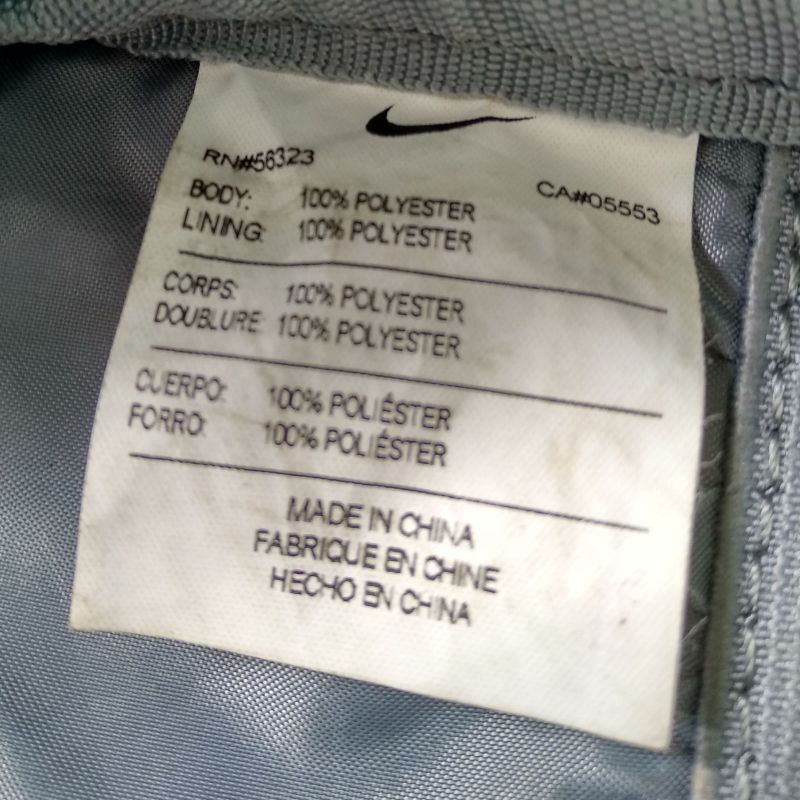 RN#56323
CA#05553
BODY: 100% POLYESTER
LINING: 100% POLYESTER
CORPS: 100% POLYESTER
DOUBLURE: 100% POLYESTER
CUERPO: 100% POLIÉSTER
FORRO: 100% POLIÉSTER
MADE IN CHINA
FABRIQUE EN CHINE
HECHO EN CHINA